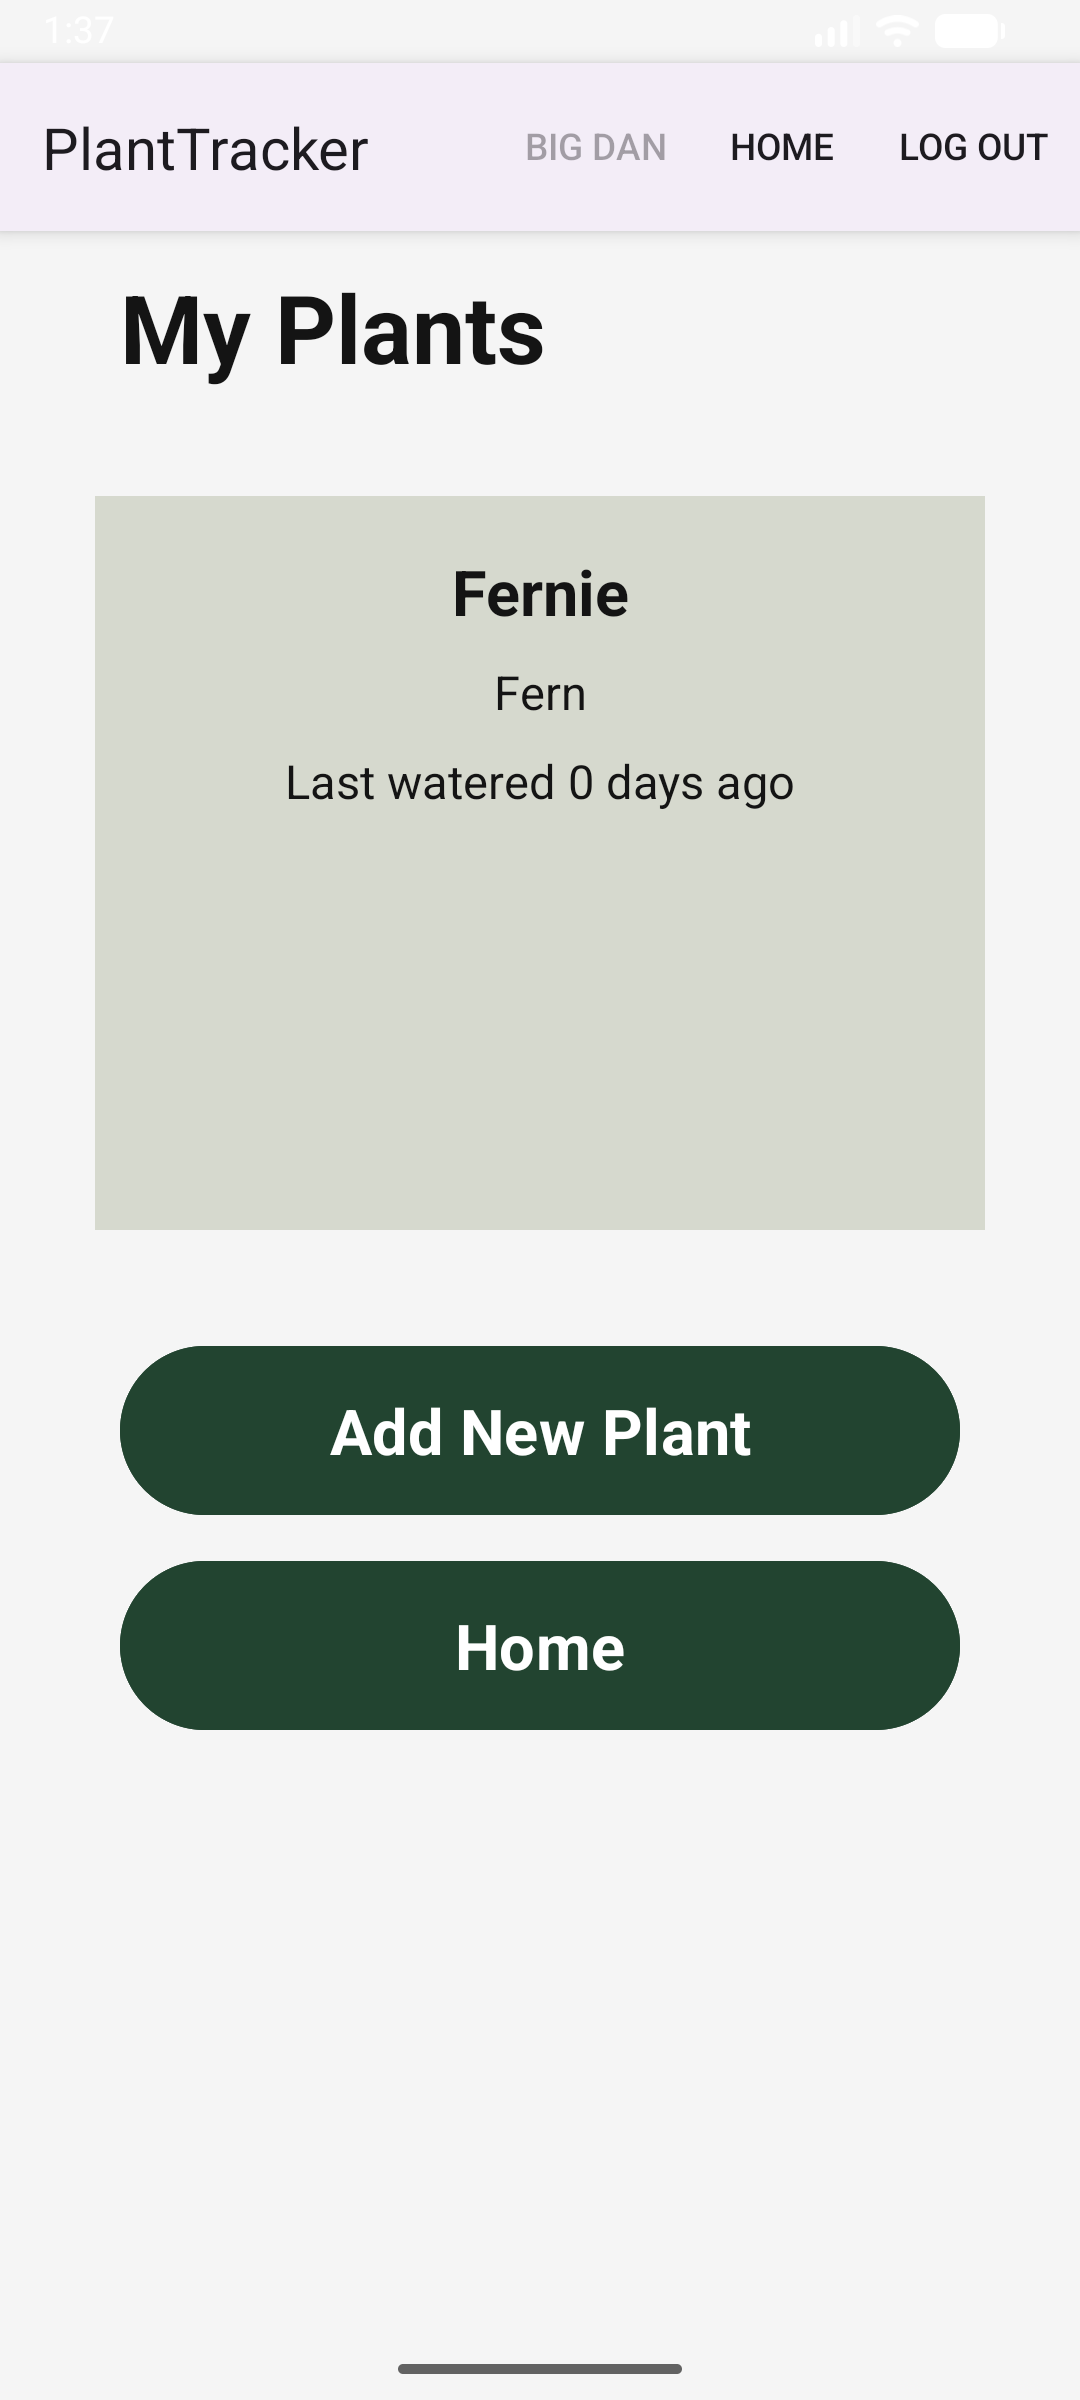 1:37
PlantTracker BIG DAN HOME LOG OUT
My Plants
Fernie
Fern
Last watered 0 days ago
Add New Plant
Home